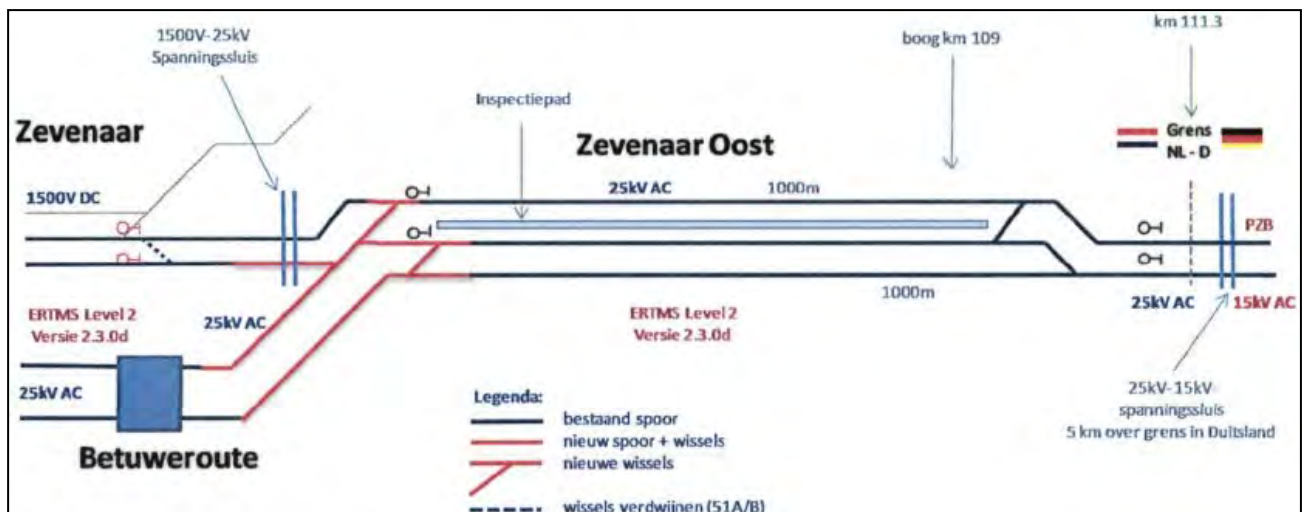 1500V-25kV
Spanningssluis
boog km 109
km 111.3
Inspectiepad
Zevenaar
Zevenaar Oost
Grens
NL - D
1500V DC
25kV AC
1000m
PZB
1000m
ERTMS Level 2
Versie 2.3.0d
25kV AC
ERTMS Level 2
Versie 2.3.0d
25kV AC
15kV AC
25kV AC
25kV-15kV
spanningssluis
5 km over grens in Duitsland
Betuweroute
Legenda:
bestaand spoor
nieuw spoor + wissels
nieuwe wissels
wissels verdwijnen (51A/B)